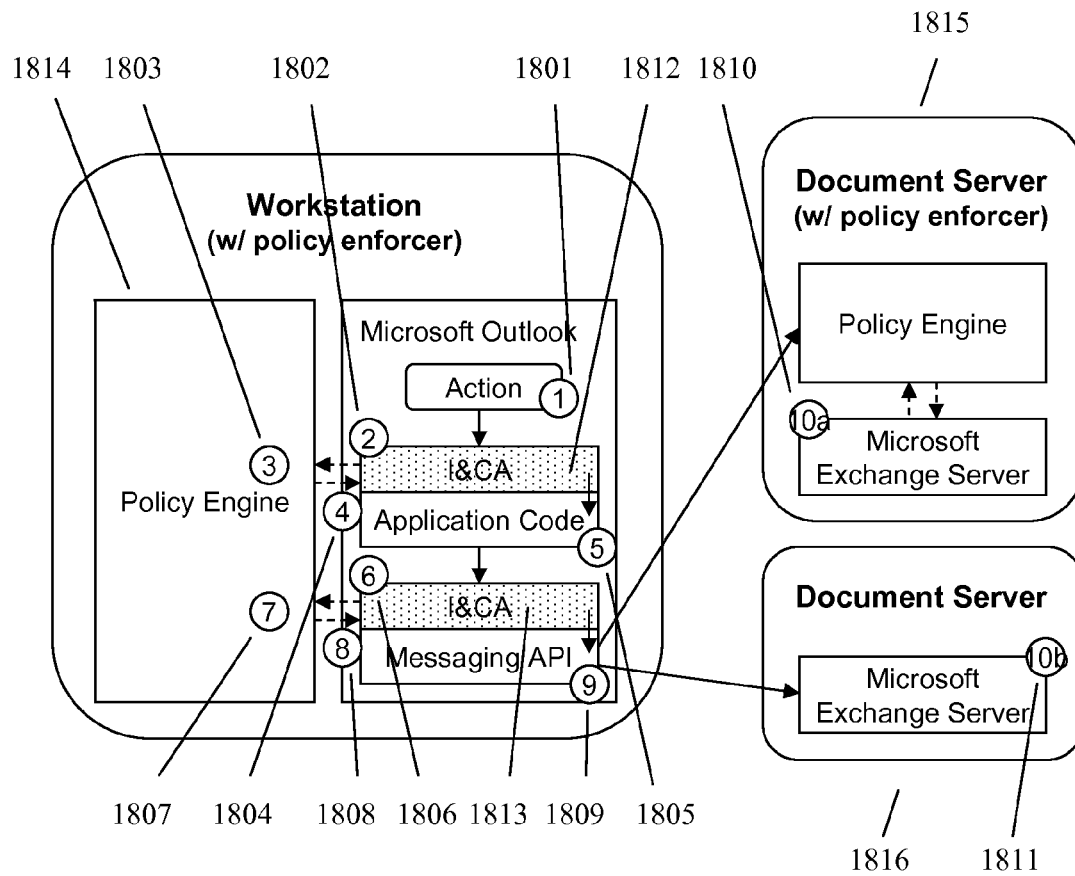 1815
1814
1803
1802
1801
1812
1810
Workstation
(w/ policy enforcer)
Document Server
(w/ policy enforcer)
Policy Engine
10a
Microsoft
Exchange Server
Microsoft Outlook
Action
1
2
3
I&CA
Policy Engine
4
Application Code
5
6
7
I&CA
8
Messaging API
9
Document Server
10b
Microsoft
Exchange Server
1807
1804
1808
1806
1813
1809
1805
1816
1811